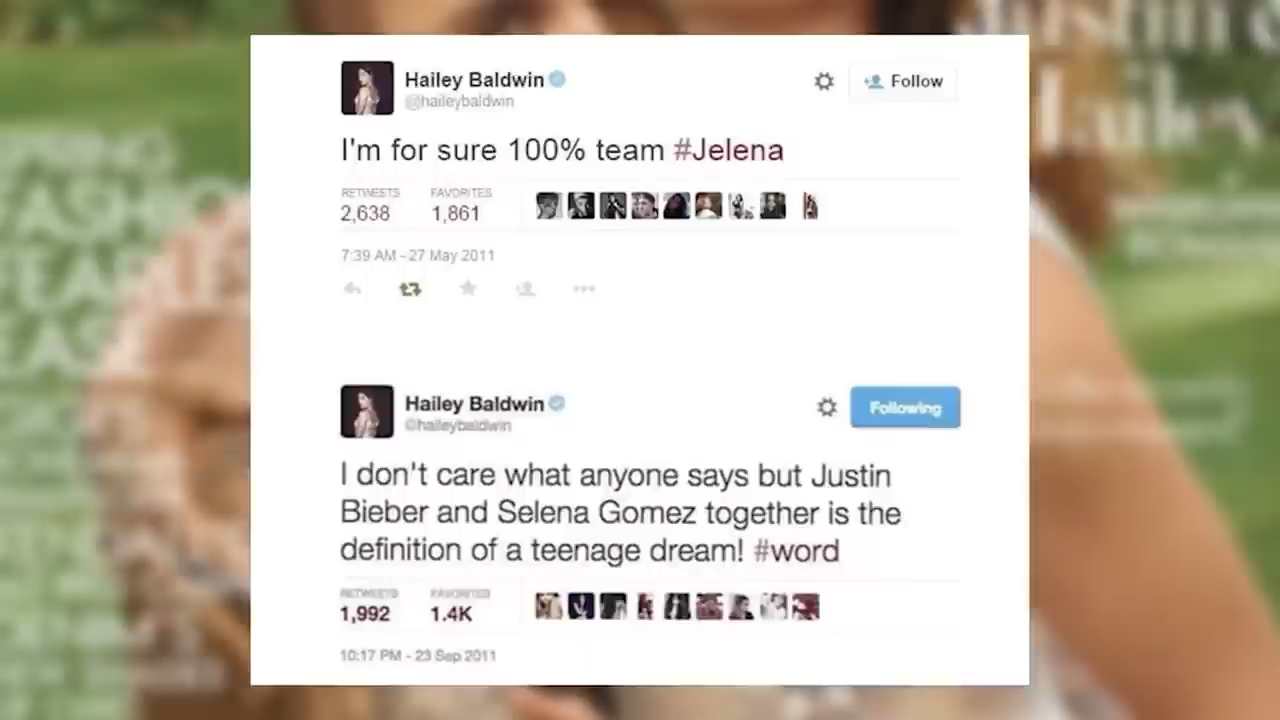 Hailey Baldwin
@haileybaldwin
Follow
I'm for sure 100% team #Jelena
RETWEETS FAVORITES
2,638 1,861
7:39 AM - 27 May 2011
Hailey Baldwin
@haileybaldwin
Following
I don't care what anyone says but Justin
Bieber and Selena Gomez together is the
definition of a teenage dream! #word
RETWEETS FAVORITES
1,992 1.4K
10:17 PM - 23 Sep 2011